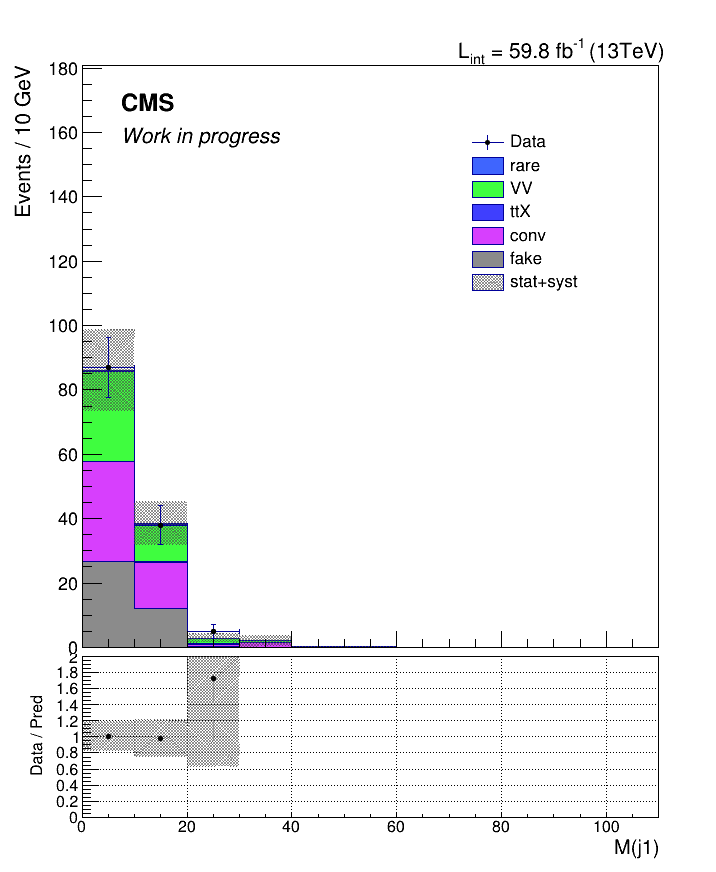 L_int = 59.8 fb^-1 (13TeV)
Events / 10 GeV
180
160
140
120
100
80
60
40
20
0
CMS
Work in progress
Data
rare
VV
ttX
conv
fake
stat+syst
Data / Pred
2
1.8
1.6
1.4
1.2
1
0.8
0.6
0.4
0.2
0
0 20 40 60 80 100
M(j1)